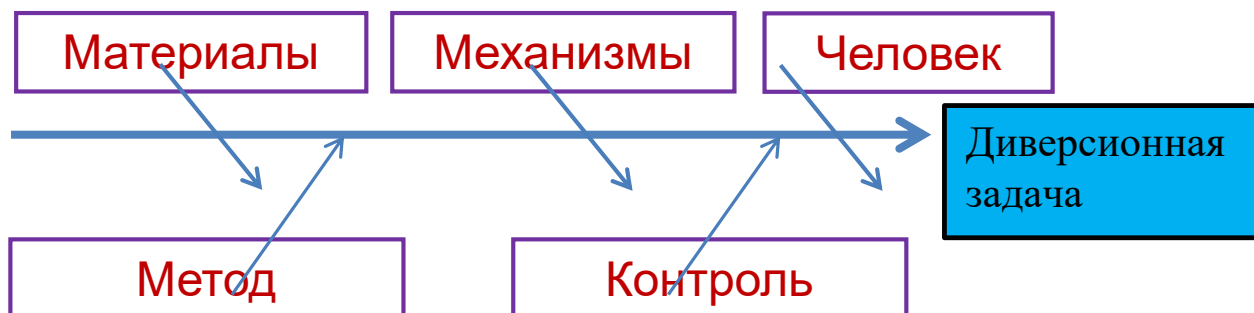 Материалы
Механизмы
Человек
Диверсионная
задача
Метод
Контроль